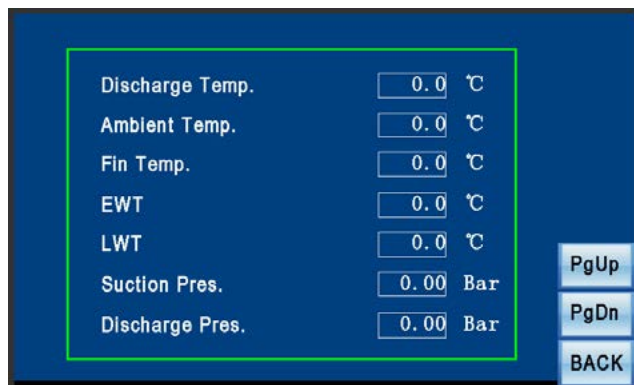 Discharge Temp. 0.0 ℃
Ambient Temp. 0.0 ℃
Fin Temp. 0.0 ℃
EWT 0.0 ℃
LWT 0.0 ℃
Suction Pres. 0.00 Bar
Discharge Pres. 0.00 Bar
PgUp
PgDn
BACK